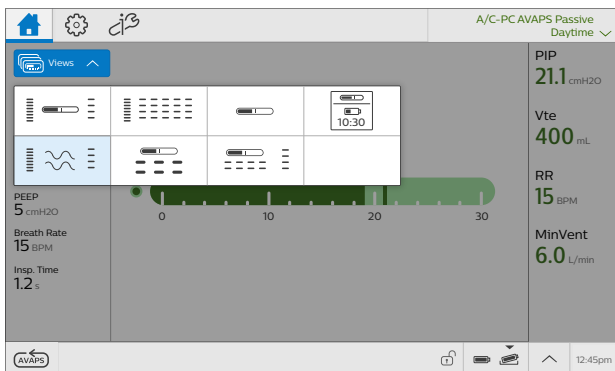 A/C-PC AVAPS Passive
Daytime
Views
PIP
21.1 cmH2O
10:30
Vte
400 mL
PEEP
5 cmH2O
0 10 20 30
RR
15 BPM
Breath Rate
15 BPM
MinVent
6.0 L/min
Insp. Time
1.2 s
AVAPS
12:45pm